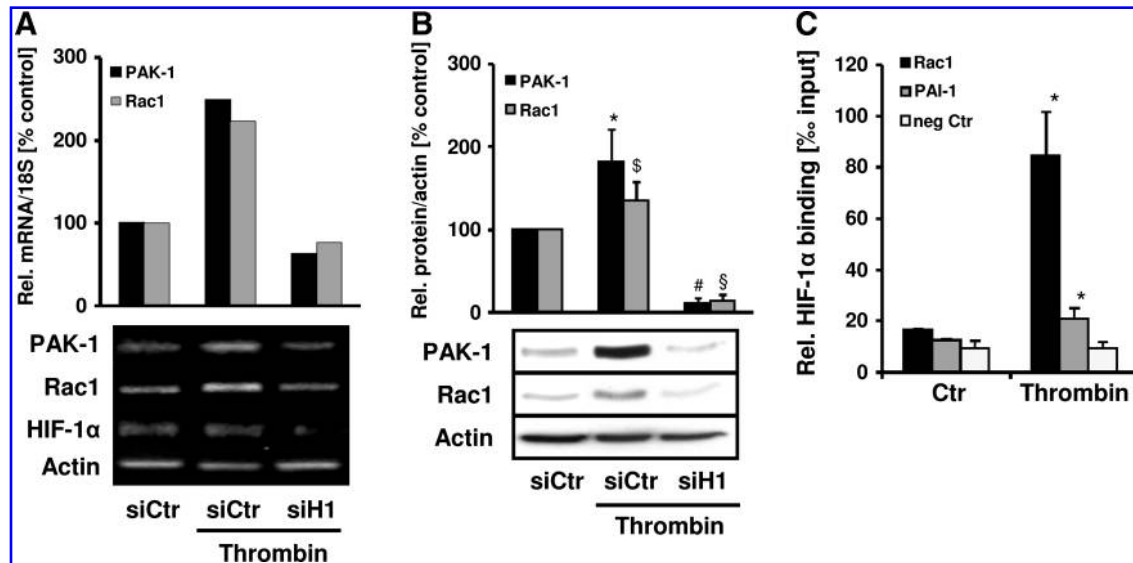 A
Rel. mRNA/18S [% control]
300
200
100
0
PAK-1
Rac1
PAK-1
Rac1
HIF-1α
Actin
siCtr siCtr siH1
Thrombin
B
Rel. protein/actin [% control]
300
200
100
0
PAK-1
Rac1
*
$
#
§
PAK-1
Rac1
Actin
siCtr siCtr siH1
Thrombin
C
Rel. HIF-1α binding [‰ input]
120
100
80
60
40
20
0
Rac1
PAI-1
neg Ctr
*
*
Ctr Thrombin